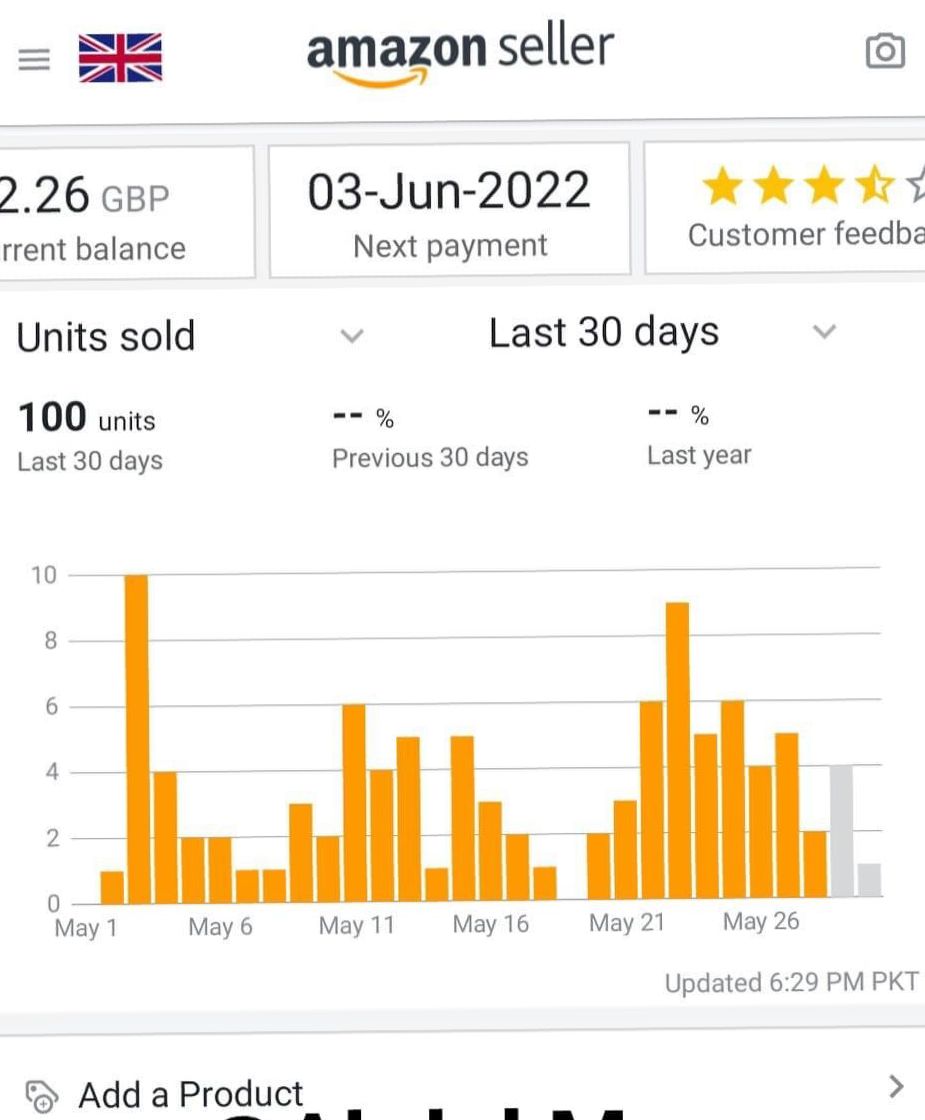 amazon seller
2.26 GBP
rrent balance
03-Jun-2022
Next payment
Customer feedba
Units sold
Last 30 days
100 units
Last 30 days
-- %
Previous 30 days
-- %
Last year
10
8
6
4
2
0
May 1 May 6 May 11 May 16 May 21 May 26
Updated 6:29 PM PKT
Add a Product